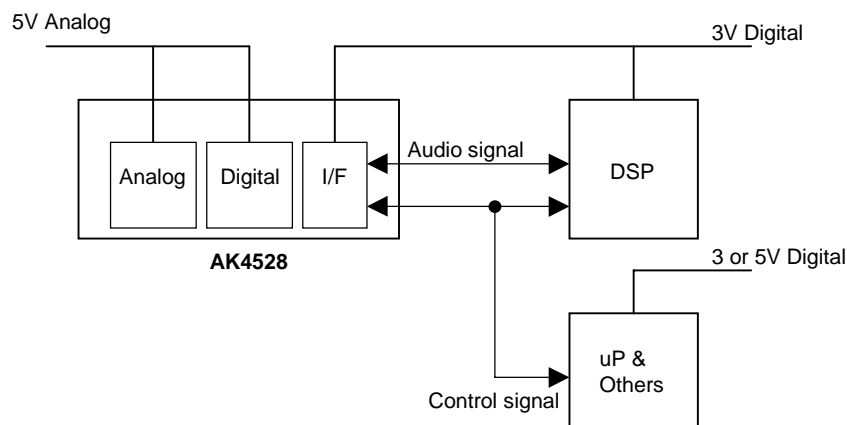 5V Analog
3V Digital
Analog
Digital
I/F
Audio signal
DSP
AK4528
3 or 5V Digital
uP &
Others
Control signal